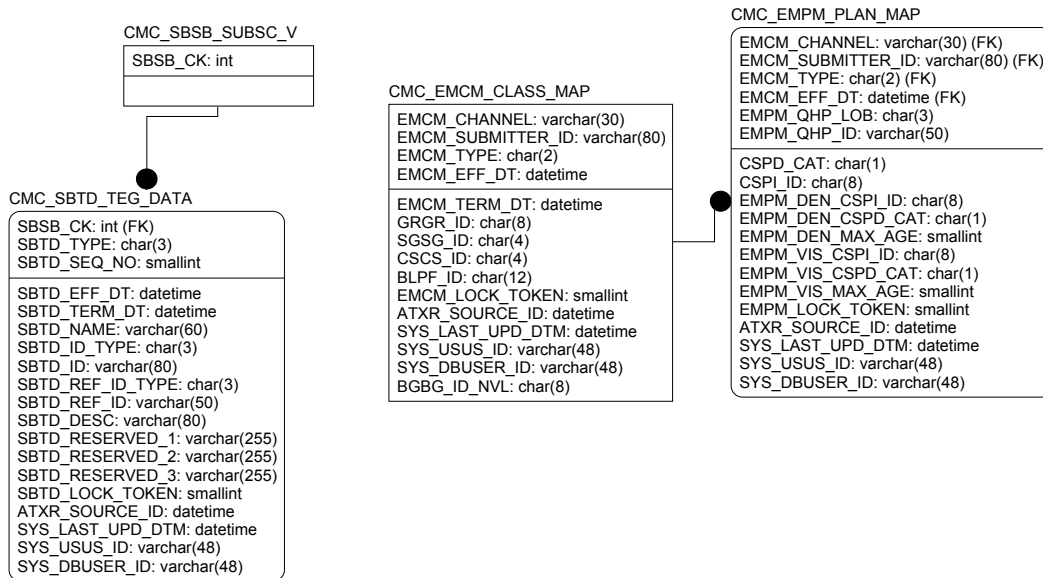 CMC_SBSB_SUBSC_V
SBSB_CK: int
CMC_SBTD_TEG_DATA
SBSB_CK: int (FK)
SBTD_TYPE: char(3)
SBTD_SEQ_NO: smallint
SBTD_EFF_DT: datetime
SBTD_TERM_DT: datetime
SBTD_NAME: varchar(60)
SBTD_ID_TYPE: char(3)
SBTD_ID: varchar(80)
SBTD_REF_ID_TYPE: char(3)
SBTD_REF_ID: varchar(50)
SBTD_DESC: varchar(80)
SBTD_RESERVED_1: varchar(255)
SBTD_RESERVED_2: varchar(255)
SBTD_RESERVED_3: varchar(255)
SBTD_LOCK_TOKEN: smallint
ATXR_SOURCE_ID: datetime
SYS_LAST_UPD_DTM: datetime
SYS_USUS_ID: varchar(48)
SYS_DBUSER_ID: varchar(48)
CMC_EMCM_CLASS_MAP
EMCM_CHANNEL: varchar(30)
EMCM_SUBMITTER_ID: varchar(80)
EMCM_TYPE: char(2)
EMCM_EFF_DT: datetime
EMCM_TERM_DT: datetime
GRGR_ID: char(8)
SGSG_ID: char(4)
CSCS_ID: char(4)
BLPF_ID: char(12)
EMCM_LOCK_TOKEN: smallint
ATXR_SOURCE_ID: datetime
SYS_LAST_UPD_DTM: datetime
SYS_USUS_ID: varchar(48)
SYS_DBUSER_ID: varchar(48)
BGBG_ID_NVL: char(8)
CMC_EMPM_PLAN_MAP
EMCM_CHANNEL: varchar(30) (FK)
EMCM_SUBMITTER_ID: varchar(80) (FK)
EMCM_TYPE: char(2) (FK)
EMCM_EFF_DT: datetime (FK)
EMPM_QHP_LOB: char(3)
EMPM_QHP_ID: varchar(50)
CSPD_CAT: char(1)
CSPI_ID: char(8)
EMPM_DEN_CSPI_ID: char(8)
EMPM_DEN_CSPD_CAT: char(1)
EMPM_DEN_MAX_AGE: smallint
EMPM_VIS_CSPI_ID: char(8)
EMPM_VIS_CSPD_CAT: char(1)
EMPM_VIS_MAX_AGE: smallint
EMPM_LOCK_TOKEN: smallint
ATXR_SOURCE_ID: datetime
SYS_LAST_UPD_DTM: datetime
SYS_USUS_ID: varchar(48)
SYS_DBUSER_ID: varchar(48)